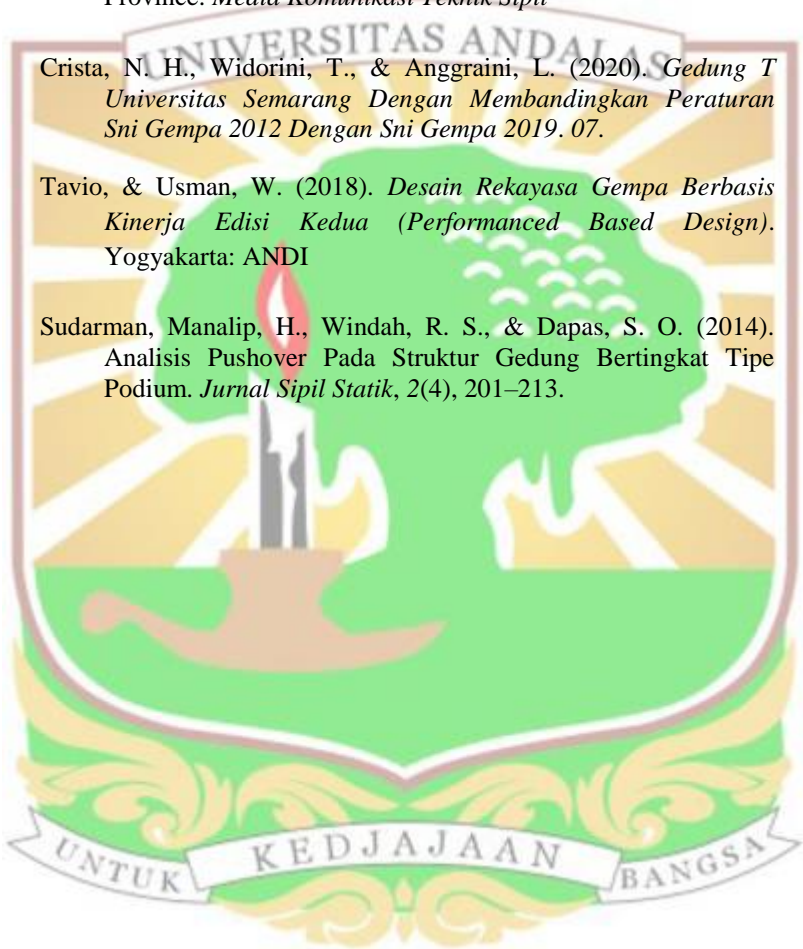 Province. Media Komunikasi Teknik Sipil
UNIVERSITAS ANDALAS
Crista, N. H., Widorini, T., & Anggraini, L. (2020). Gedung T
Universitas Semarang Dengan Membandingkan Peraturan
Sni Gempa 2012 Dengan Sni Gempa 2019. 07.
Tavio, & Usman, W. (2018). Desain Rekayasa Gempa Berbasis
Kinerja Edisi Kedua (Performanced Based Design).
Yogyakarta: ANDI
Sudarman, Manalip, H., Windah, R. S., & Dapas, S. O. (2014).
Analisis Pushover Pada Struktur Gedung Bertingkat Tipe
Podium. Jurnal Sipil Statik, 2(4), 201–213.
UNTUK KEDJAJAAN BANGSA